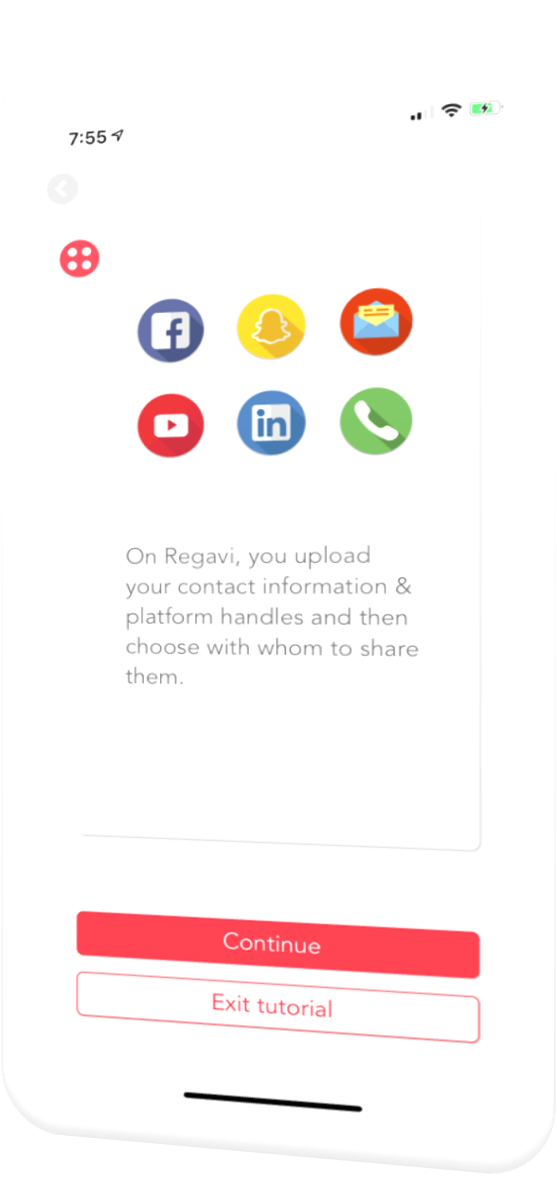 7:55
On Regavi, you upload
your contact information &
platform handles and then
choose with whom to share
them.
Continue
Exit tutorial